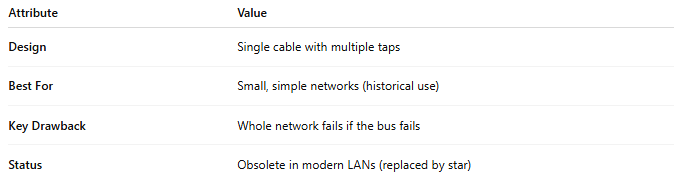 Attribute Value
Design Single cable with multiple taps
Best For Small, simple networks (historical use)
Key Drawback Whole network fails if the bus fails
Status Obsolete in modern LANs (replaced by star)